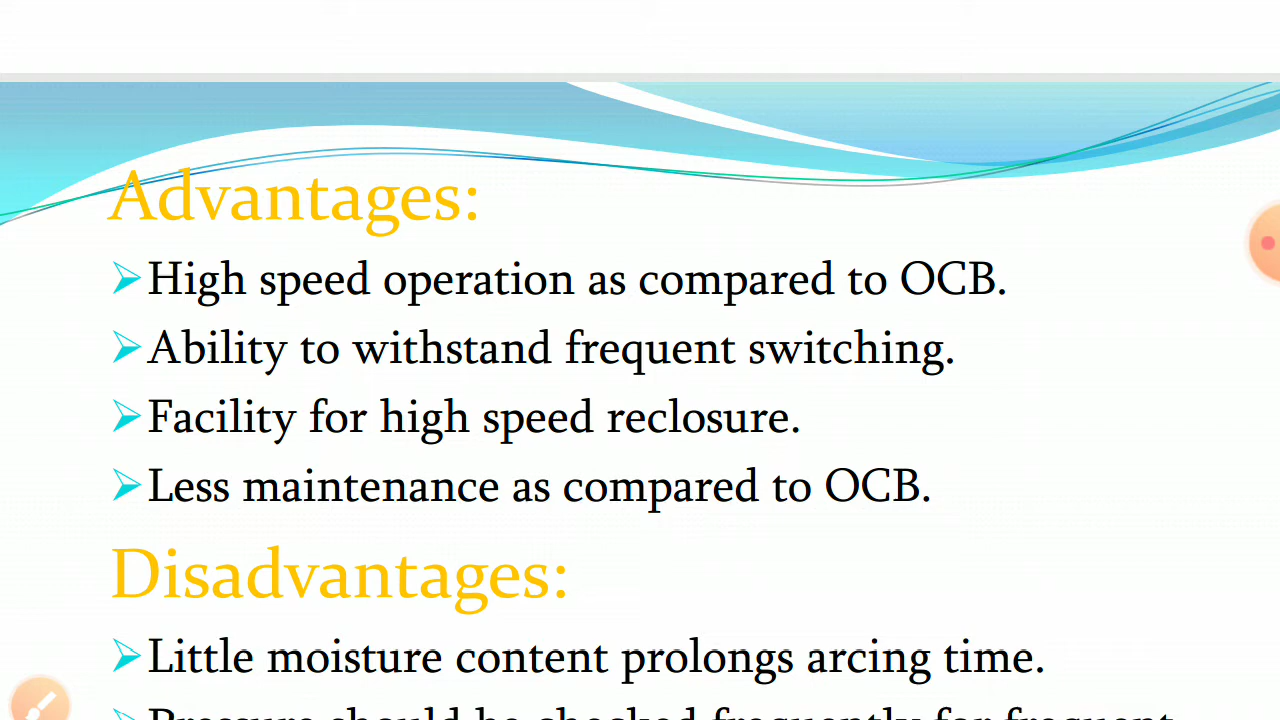 Advantages:
High speed operation as compared to OCB.
Ability to withstand frequent switching.
Facility for high speed reclosure.
Less maintenance as compared to OCB.
Disadvantages:
Little moisture content prolongs arcing time.
Pressure should be checked frequently for frequent